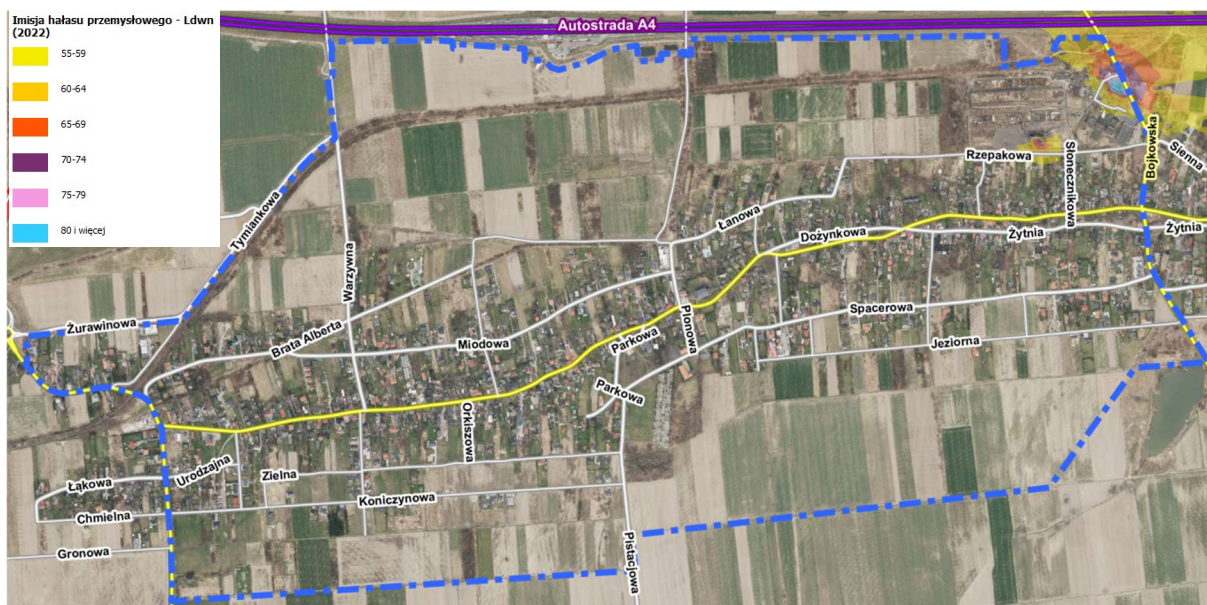 Imisja hałasu przemysłowego - Ldwn
(2022)
55-59
60-64
65-69
70-74
75-79
80 i więcej
Autostrada A4
Bojkowska
Sienna
Rzepakowa
Słonecznikowa
Tymiankowa
Łanowa
Dożynkowa
Żytnia
Żytnia
Warzywna
Spacerowa
Żurawinowa
Brata Alberta
Miodowa
Parkowa
Plonowa
Jeziorna
Parkowa
Orkiszowa
Urodzajna
Zielna
Łąkowa
Koniczynowa
Chmielna
Gronowa
Pistacjowa